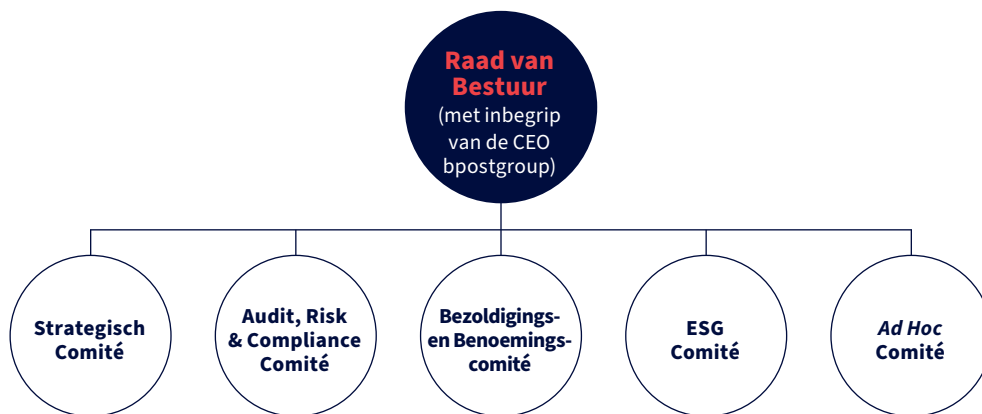 Raad van
Bestuur
(met inbegrip
van de CEO
bpostgroup)
Strategisch
Comité
Audit, Risk
& Compliance
Comité
Bezoldigings-
en Benoemings-
comité
ESG
Comité
Ad Hoc
Comité